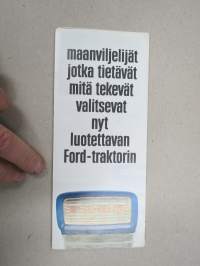 maanviljelijät
jotka tietävät
mitä tekevät
valitsevat
nyt
luotettavan
Ford-traktorin